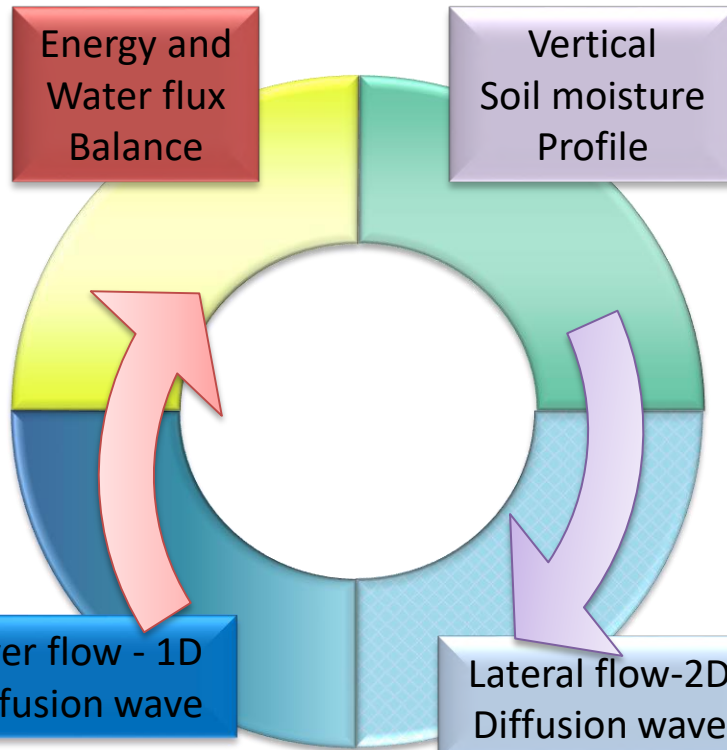 Energy and
Water flux
Balance
Vertical
Soil moisture
Profile
er flow - 1D
fusion wave
Lateral flow-2D
Diffusion wave